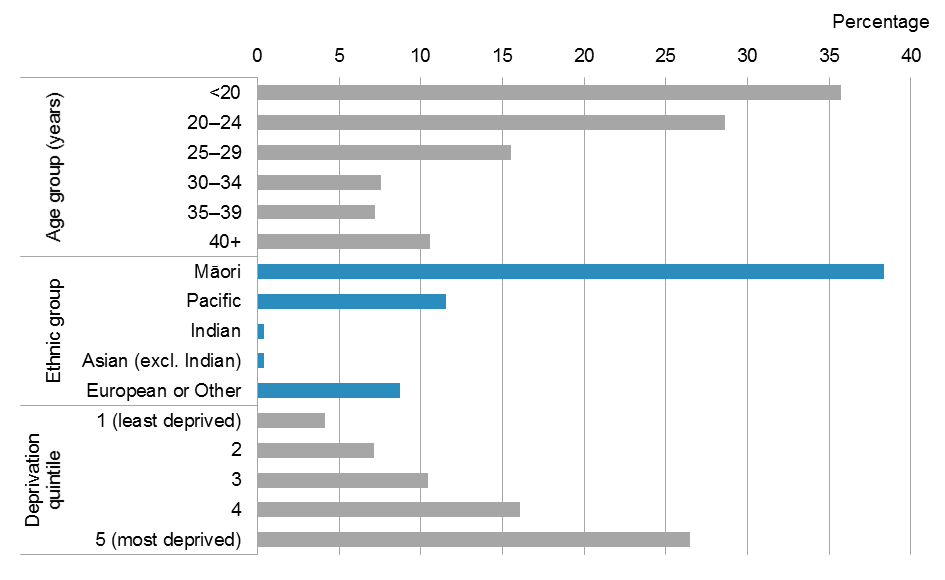 Percentage
0 5 10 15 20 25 30 35 40
Age group (years)
<20
20–24
25–29
30–34
35–39
40+
Ethnic group
Māori
Pacific
Indian
Asian (excl. Indian)
European or Other
Deprivation
quintile
1 (least deprived)
2
3
4
5 (most deprived)